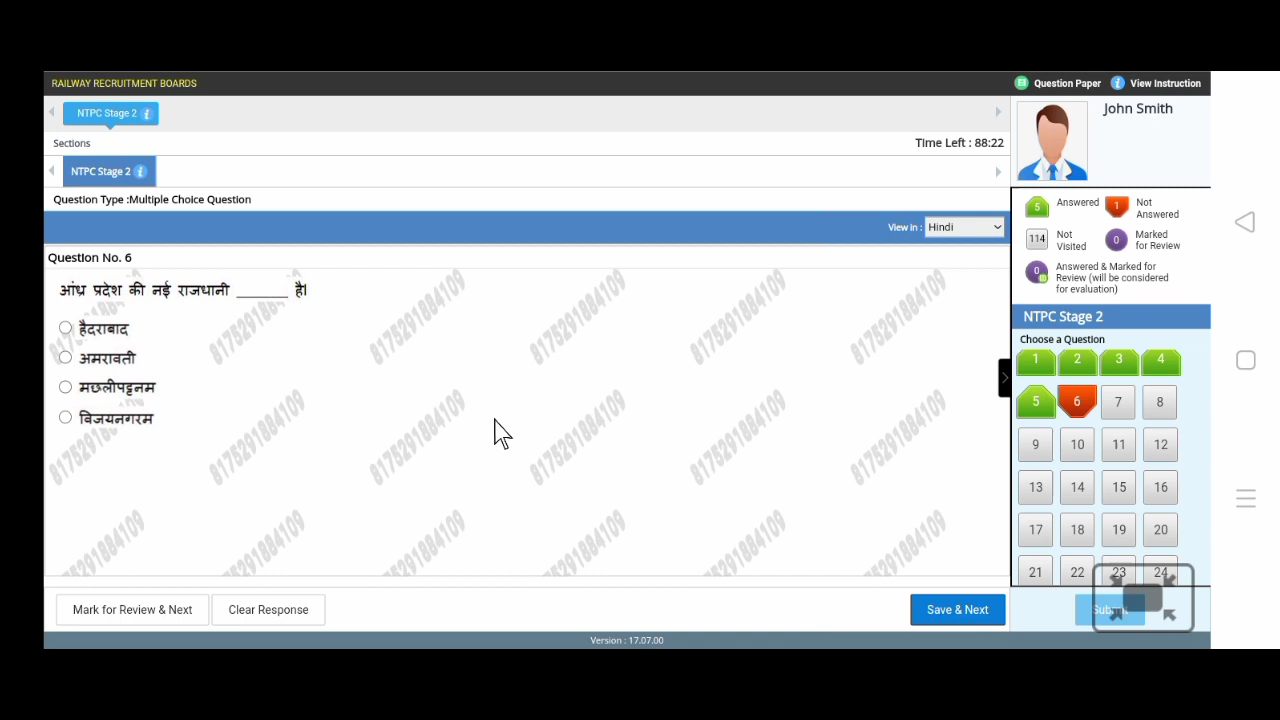 RAILWAY RECRUITMENT BOARDS
Question Paper
View Instruction
NTPC Stage 2
John Smith
Sections
Time Left : 88:22
NTPC Stage 2
Question Type :Multiple Choice Question
View in : Hindi
5 Answered
1 Not Answered
114 Not Visited
0 Marked for Review
0 Answered & Marked for Review (will be considered for evaluation)
Question No. 6
आंध्र प्रदेश की नई राजधानी _______ है।
हैदराबाद
अमरावती
मछलीपट्टनम
विजयनगरम
81752918841​09
NTPC Stage 2
Choose a Question
1 2 3 4
5 6 7 8
9 10 11 12
13 14 15 16
17 18 19 20
21 22 23 24
Mark for Review & Next
Clear Response
Save & Next
Submit
Version : 17.07.00